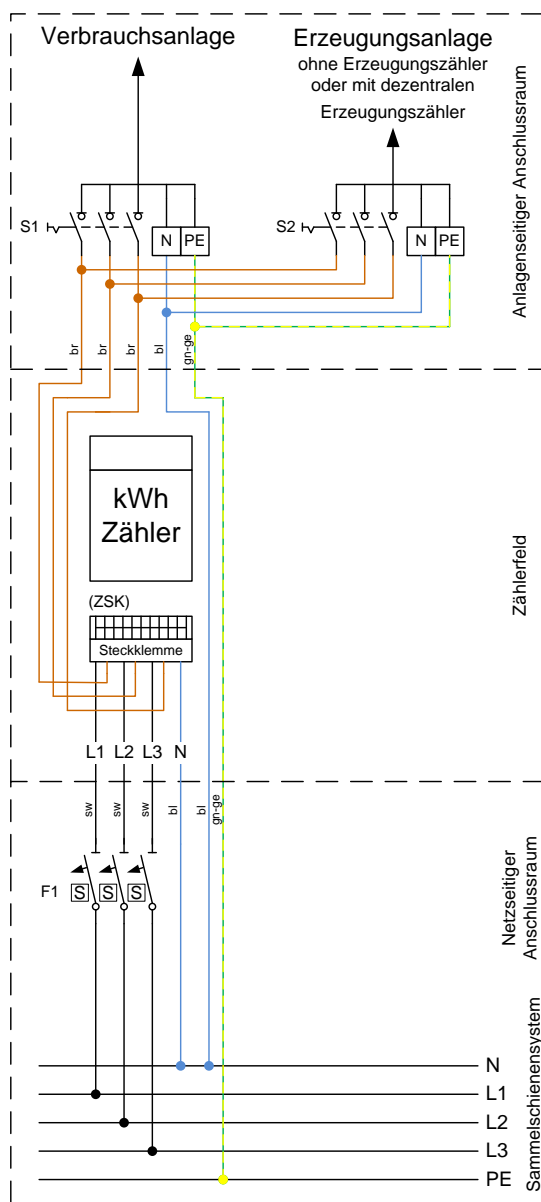 Verbrauchsanlage
Erzeugungsanlage
ohne Erzeugungszähler
oder mit dezentralen
Erzeugungszähler
Anlagenseitiger Anschlussraum
S1
N
PE
S2
N
PE
br
br
br
bl
gn-ge
kWh
Zähler
Zählerfeld
(ZSK)
Steckklemme
L1
L2
L3
N
sw
sw
sw
bl
bl
gn-ge
F1
S
S
S
Netzseitiger
Anschlussraum
Sammelschienensystem
N
L1
L2
L3
PE